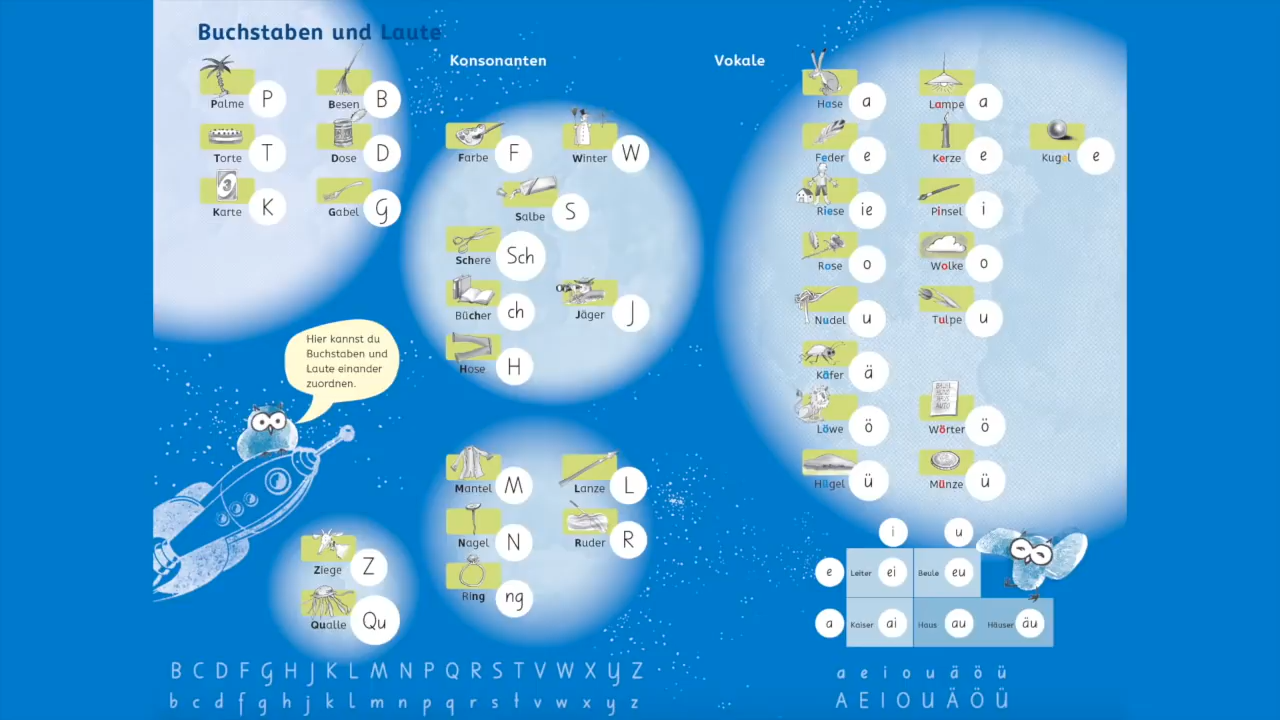 Buchstaben und Laute
Konsonanten
Vokale
Palme P
Besen B
Torte T
Dose D
3
Karte K
Gabel G
Farbe F
Winter W
Salbe S
Schere Sch
Bücher ch
Jäger J
Hose H
Hier kannst du
Buchstaben und
Laute einander
zuordnen.
Mantel M
Lanze L
Nagel N
Ruder R
Ring ng
Ziege Z
Qualle Qu
Hase a
Lampe a
Feder e
Kerze e
Kugel e
Riese ie
Pinsel i
Rose o
Wolke o
Nudel u
Tulpe u
Käfer ä
Löwe ö
Wörter ö
Hügel ü
Münze ü
i u
e Leiter ei Beule eu
a Kaiser ai Haus au Häuser äu
B C D F G H J K L M N P Q R S T V W X Y Z
b c d f g h j k l m n p q r s t v w x y z
a e i o u ä ö ü
A E I O U Ä Ö Ü